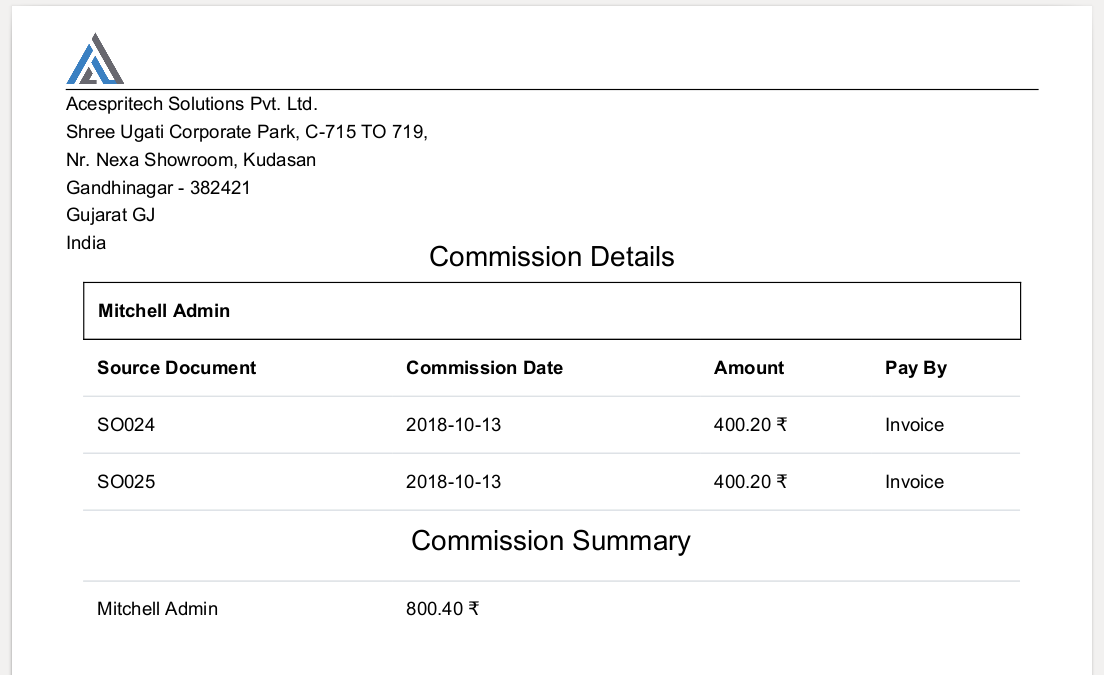 Acespritech Solutions Pvt. Ltd.
Shree Ugati Corporate Park, C-715 TO 719,
Nr. Nexa Showroom, Kudasan
Gandhinagar - 382421
Gujarat GJ
India
Commission Details
Mitchell Admin
Source Document Commission Date Amount Pay By
SO024 2018-10-13 400.20 ₹ Invoice
SO025 2018-10-13 400.20 ₹ Invoice
Commission Summary
Mitchell Admin 800.40 ₹